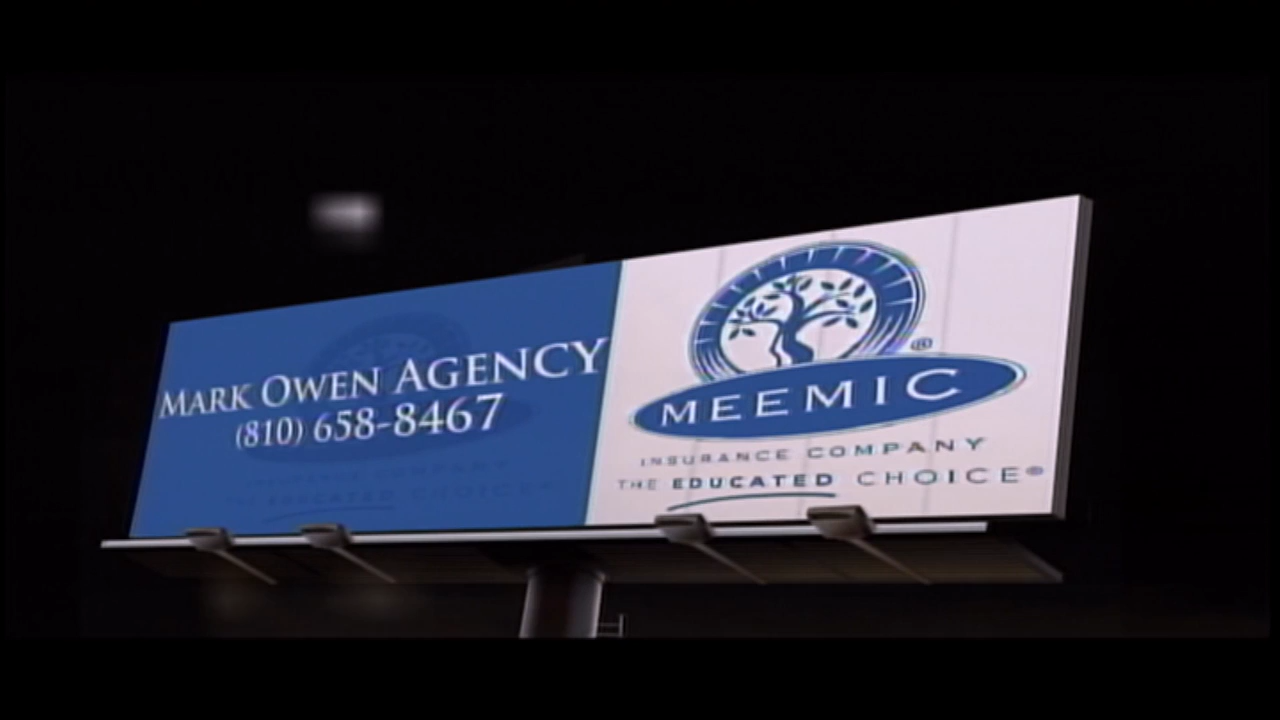 MARK OWEN AGENCY
(810) 658-8467
®
MEEMIC
INSURANCE COMPANY
THE EDUCATED CHOICE®